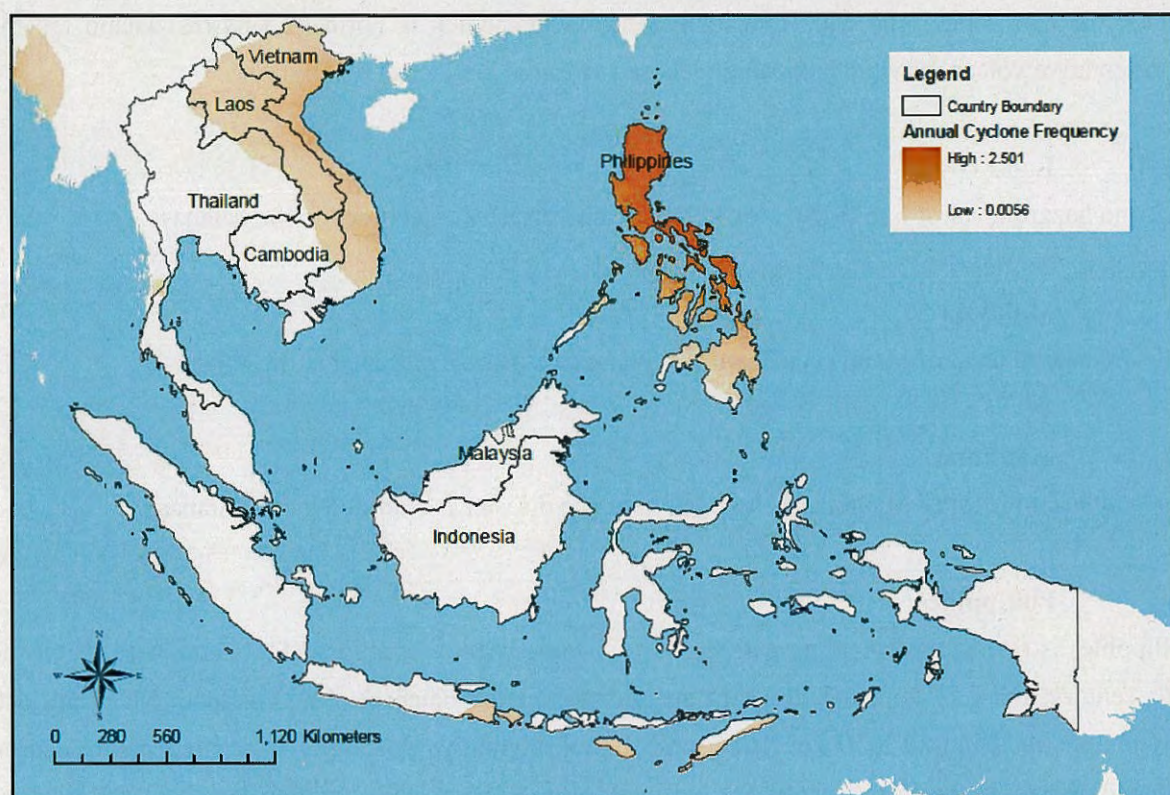 Vietnam
Laos
Thailand
Cambodia
Philippines
Malaysia
Indonesia
Legend
Country Boundary
Annual Cyclone Frequency
High : 2.501
Low : 0.0056
N
W E
S
0 280 560 1,120 Kilometers